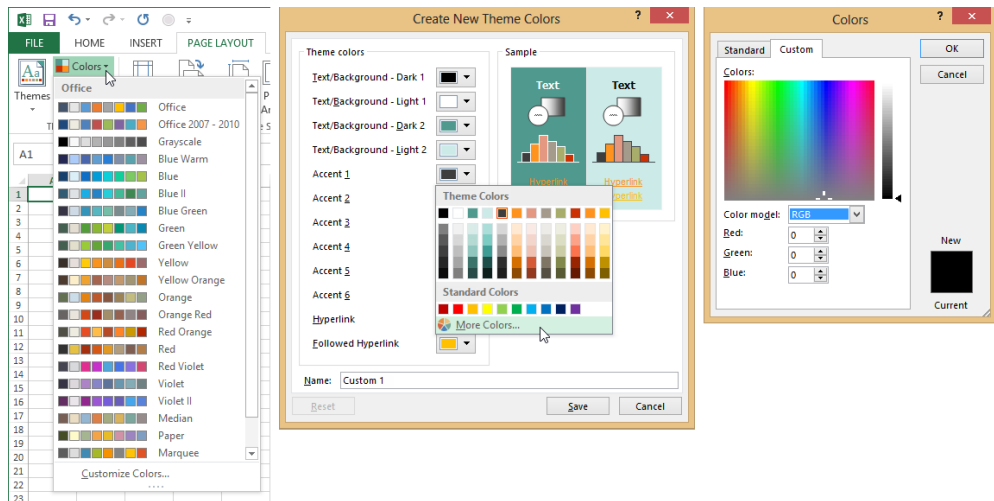 FILE HOME INSERT PAGE LAYOUT
Colors
Themes
A1
Office
Office
Office 2007 - 2010
Grayscale
Blue Warm
Blue
Blue II
Blue Green
Green
Green Yellow
Yellow
Yellow Orange
Orange
Orange Red
Red Orange
Red
Red Violet
Violet
Violet II
Median
Paper
Marquee
Customize Colors...
1
2
3
4
5
6
7
8
9
10
11
12
13
14
15
16
17
18
19
20
21
22
23
Create New Theme Colors
? ×
Theme colors
Text/Background - Dark 1
Text/Background - Light 1
Text/Background - Dark 2
Text/Background - Light 2
Accent 1
Accent 2
Accent 3
Accent 4
Accent 5
Accent 6
Hyperlink
Followed Hyperlink
Sample
Text Text
Hyperlink Hyperlink
Theme Colors
Standard Colors
More Colors...
Name: Custom 1
Reset Save Cancel
Colors
? ×
Standard Custom
OK
Cancel
Colors:
Color model: RGB
Red: 0
Green: 0
Blue: 0
New
Current